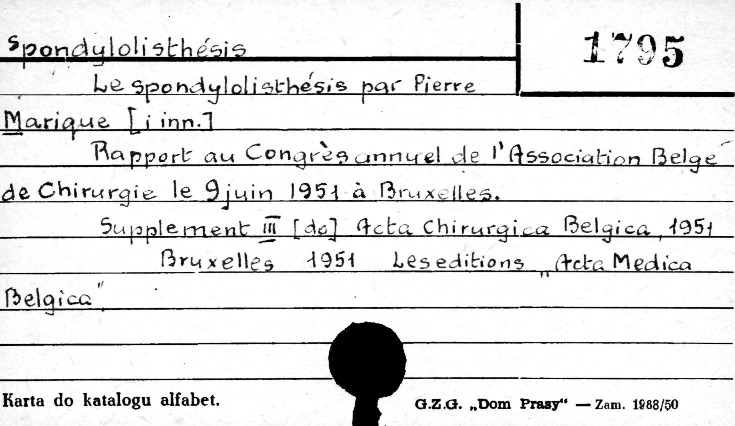 Spondylolisthésis
1795
Le spondylolisthésis par Pierre
Marique [i inn.]
Rapport au Congrès annuel de l'Association Belge
de Chirurgie le 9 juin 1951 à Bruxelles.
Supplement III [do] Acta Chirurgica Belgica, 1951
Bruxelles 1951 Les editions „Acta Medica
Belgica"
Karta do katalogu alfabet.
G.Z.G. „Dom Prasy“ — Zam. 1988/50